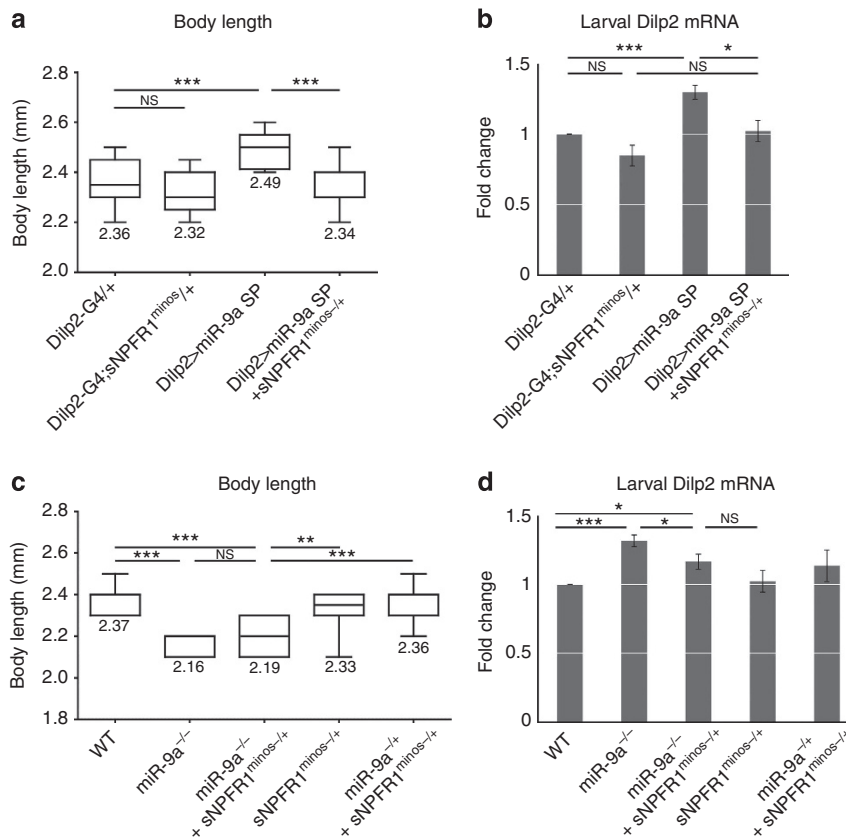 a
Body length
***
***
NS
Body length (mm)
2.8
2.6
2.4
2.2
2.0
2.36
2.32
2.49
2.34
Dilp2-G4/+
Dilp2-G4;sNPFR1minos/+
Dilp2>miR-9a SP
Dilp2>miR-9a SP
+sNPFR1minos–/+
b
Larval Dilp2 mRNA
***
*
NS
NS
Fold change
1.5
1
0.5
0
Dilp2-G4/+
Dilp2-G4;sNPFR1minos/+
Dilp2>miR-9a SP
Dilp2>miR-9a SP
+sNPFR1minos–/+
c
Body length
***
**
***
NS
***
Body length (mm)
2.8
2.6
2.4
2.2
2.0
1.8
2.37
2.16
2.19
2.33
2.36
WT
miR-9a–/–
miR-9a–/–
+ sNPFR1minos–/+
sNPFR1minos–/+
miR-9a–/+
+ sNPFR1minos–/+
d
Larval Dilp2 mRNA
*
***
*
NS
Fold change
1.5
1
0.5
0
WT
miR-9a–/–
miR-9a–/–
+ sNPFR1minos–/+
sNPFR1minos–/+
miR-9a–/+
+ sNPFR1minos–/+